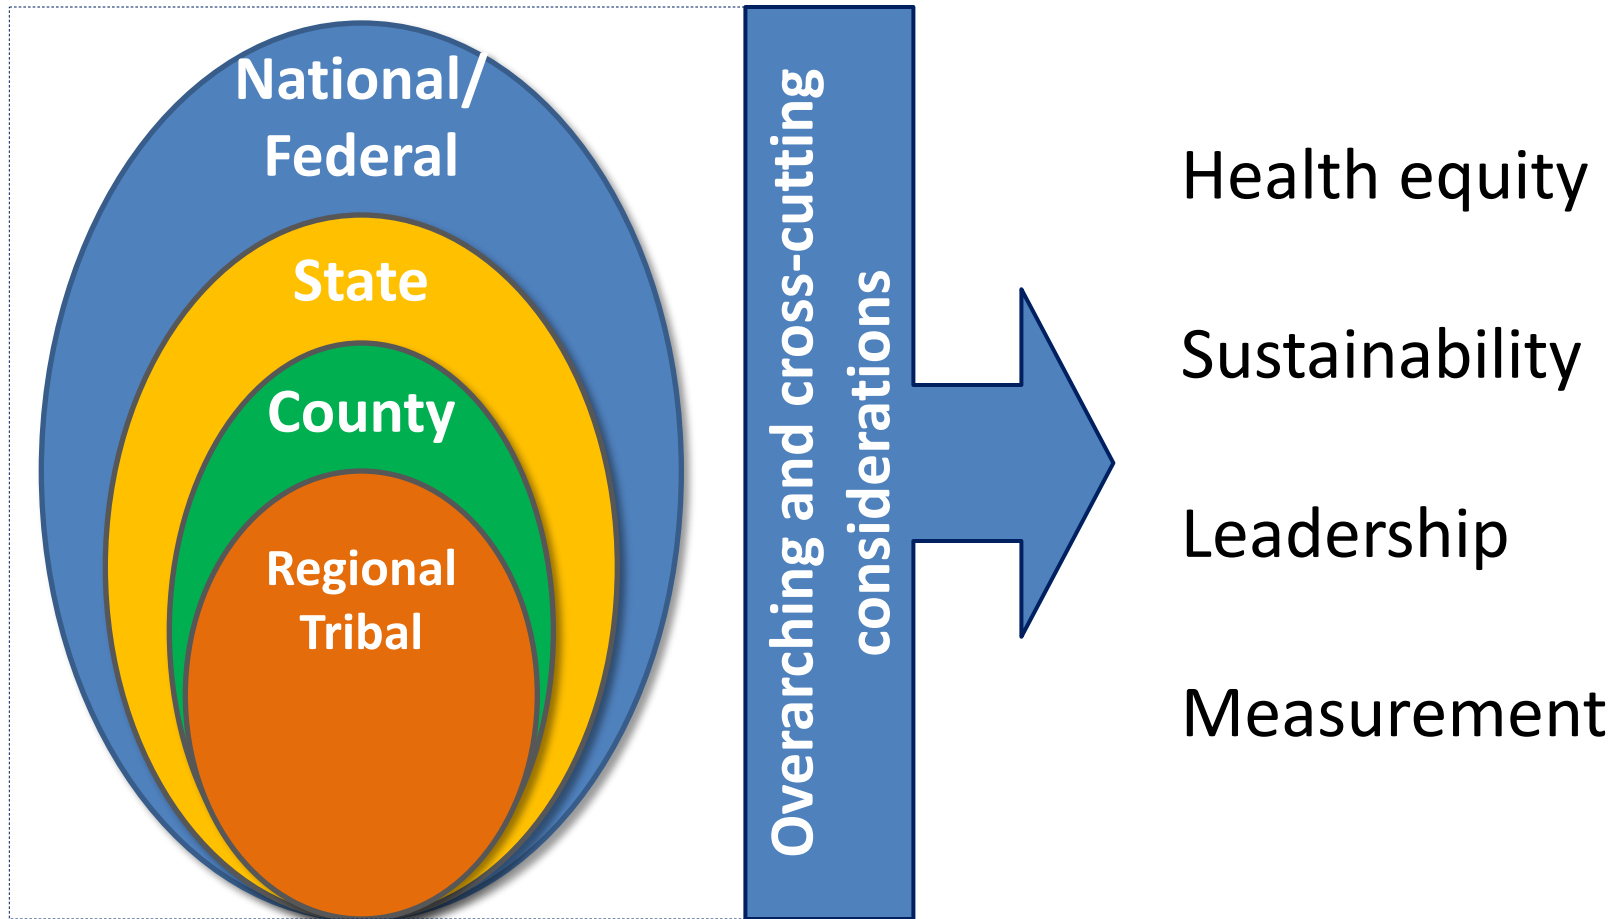 National/
Federal
State
County
Regional
Tribal
Overarching and cross-cutting
considerations
Health equity
Sustainability
Leadership
Measurement